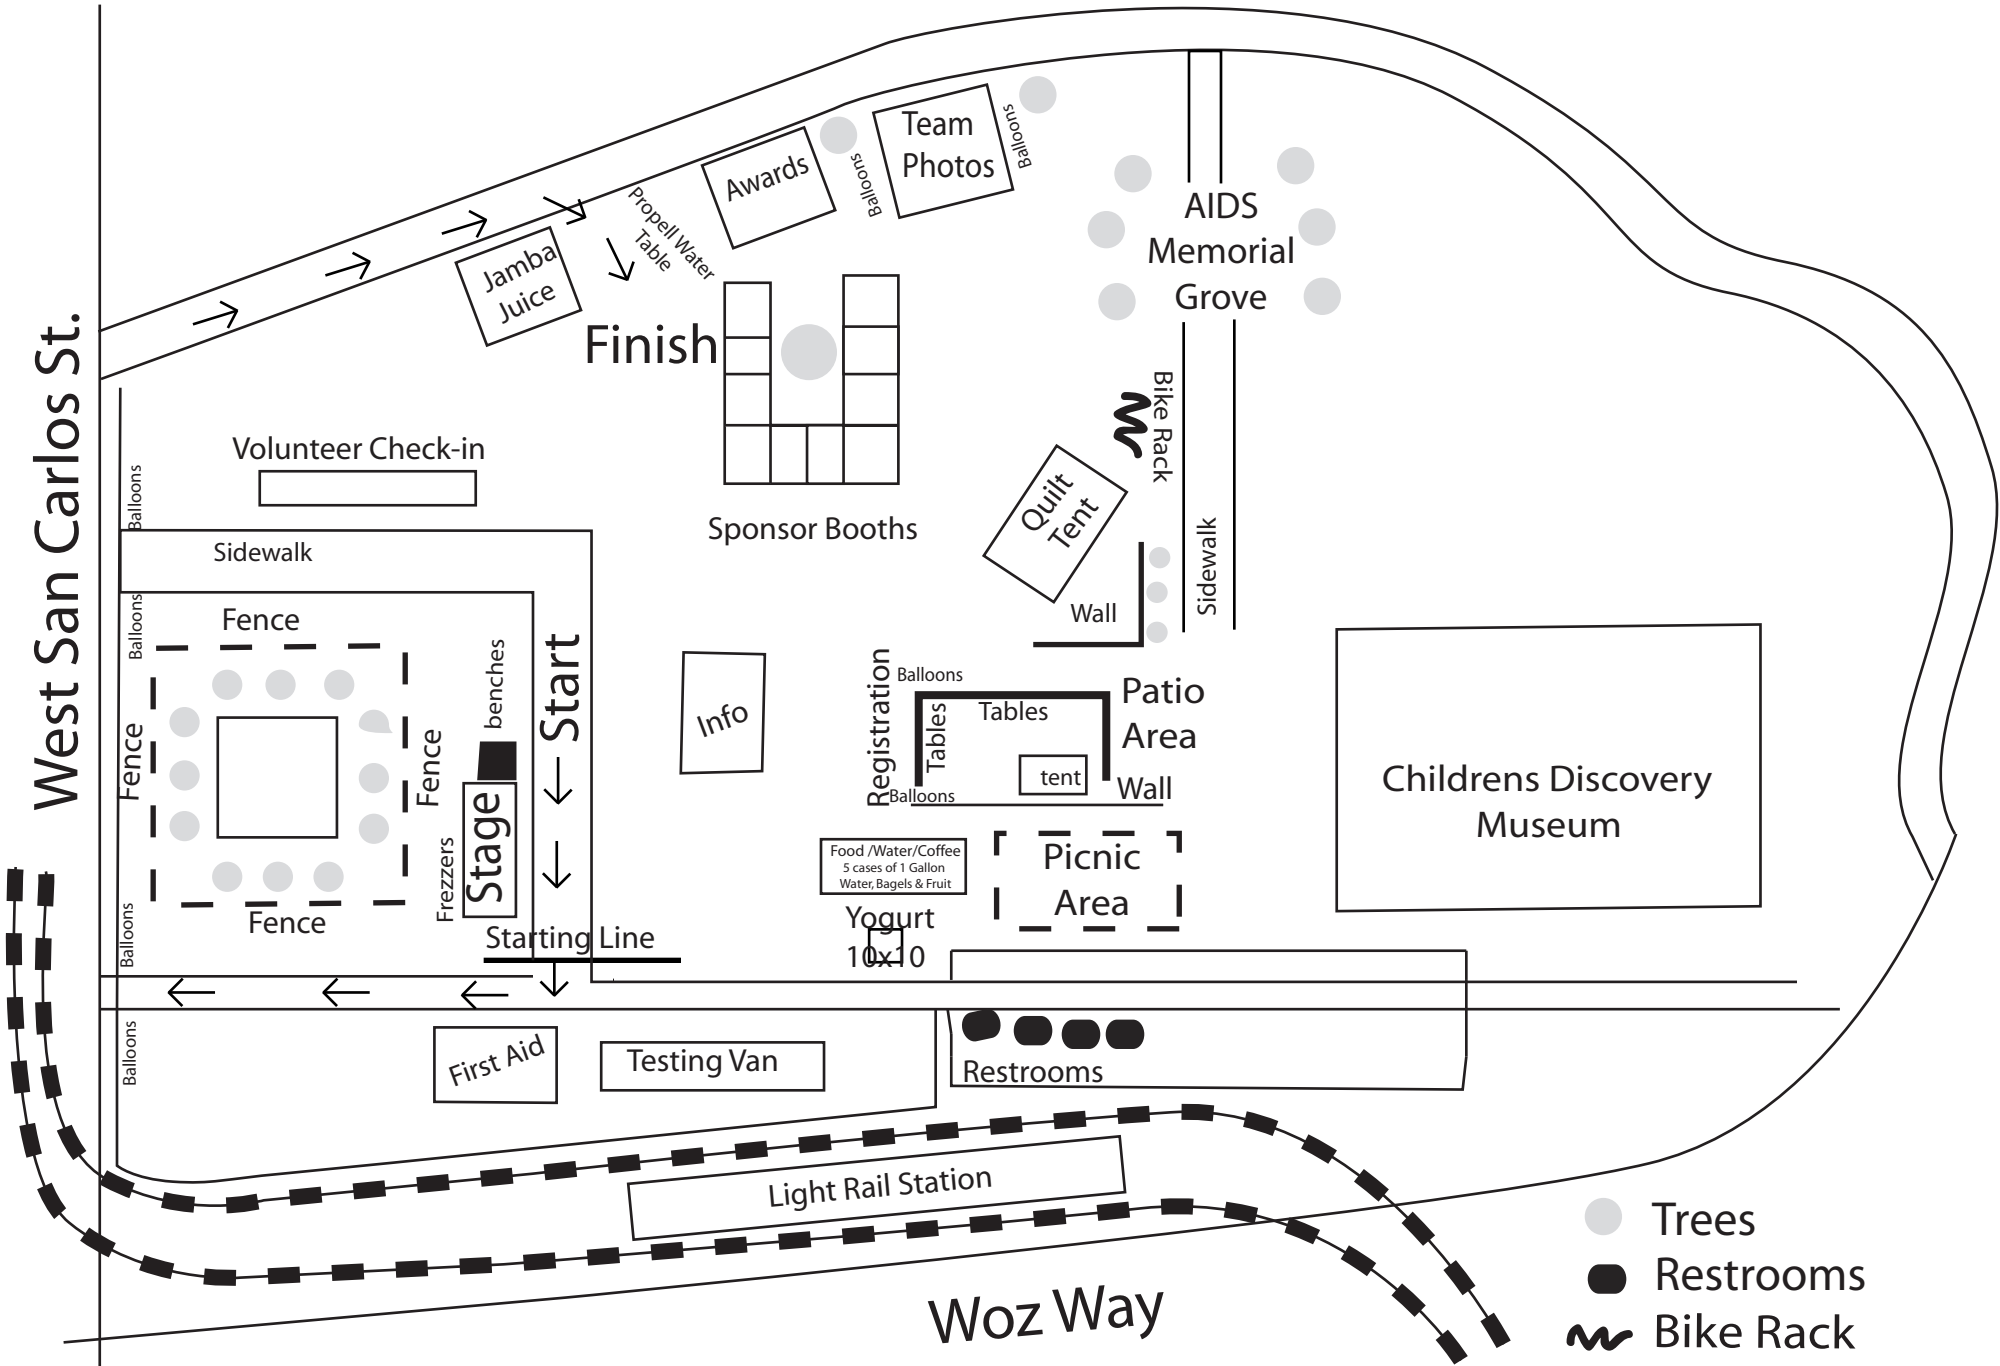 Team
Photos
Balloons
Balloons
Awards
Propell Water
Table
Jamba
Juice
AIDS
Memorial
Grove
Finish
West San Carlos St.
Bike Rack
Volunteer Check-in
Balloons
Quilt
Tent
Sponsor Booths
Sidewalk
Sidewalk
Balloons
Fence
Wall
benches
Start
Registration
Balloons
Tables
Tables
Patio
Area
Info
Fence
Fence
tent
Wall
Balloons
Childrens Discovery
Museum
Stage
Frezzers
Food /Water/Coffee
5 cases of 1 Gallon
Water, Bagels & Fruit
Picnic
Area
Fence
Balloons
Yogurt
10x10
Starting Line
Balloons
First Aid
Testing Van
Restrooms
Light Rail Station
Woz Way
Trees
Restrooms
Bike Rack